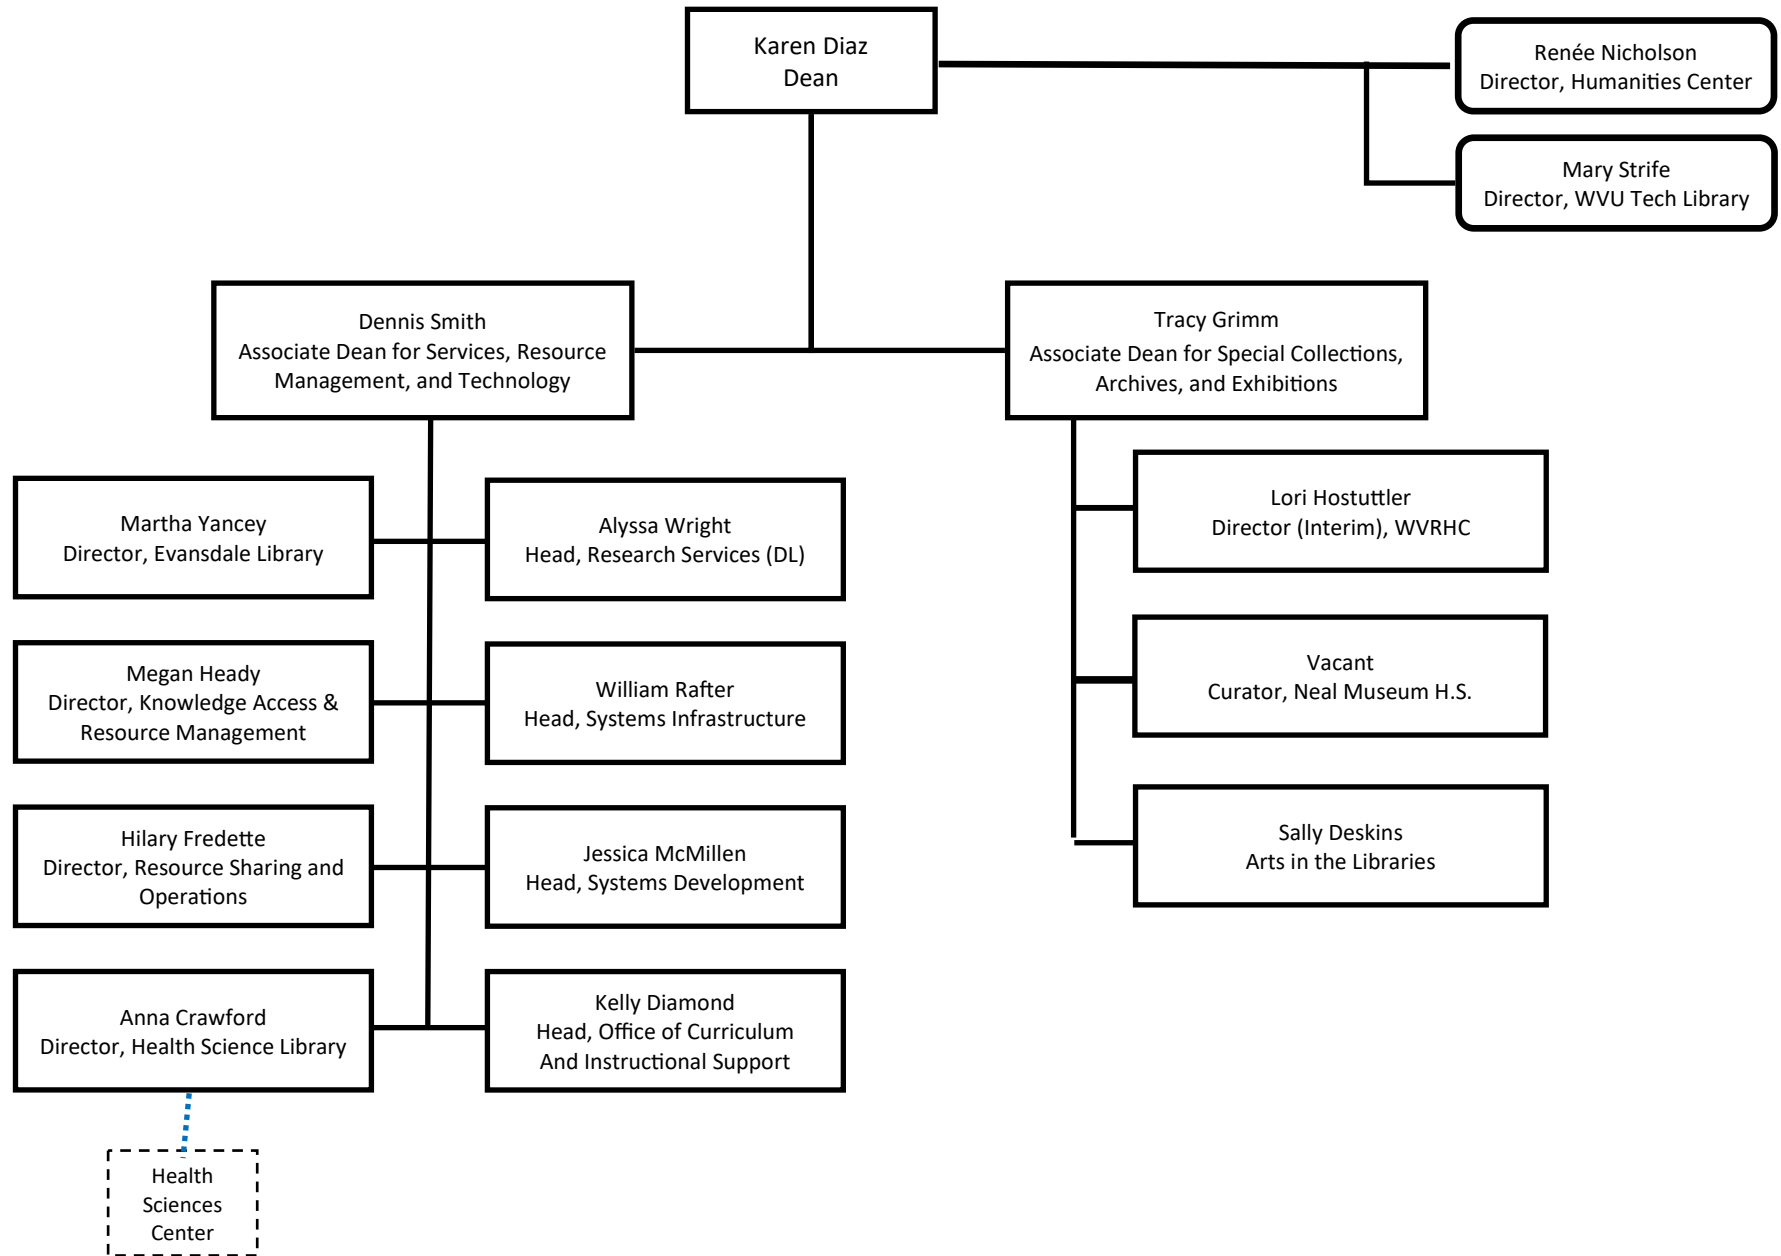 Karen Diaz
Dean
Renée Nicholson
Director, Humanities Center
Mary Strife
Director, WVU Tech Library
Dennis Smith
Associate Dean for Services, Resource
Management, and Technology
Tracy Grimm
Associate Dean for Special Collections,
Archives, and Exhibitions
Martha Yancey
Director, Evansdale Library
Alyssa Wright
Head, Research Services (DL)
Lori Hostuttler
Director (Interim), WVRHC
Megan Heady
Director, Knowledge Access &
Resource Management
William Rafter
Head, Systems Infrastructure
Vacant
Curator, Neal Museum H.S.
Hilary Fredette
Director, Resource Sharing and
Operations
Jessica McMillen
Head, Systems Development
Sally Deskins
Arts in the Libraries
Anna Crawford
Director, Health Science Library
Kelly Diamond
Head, Office of Curriculum
And Instructional Support
Health
Sciences
Center